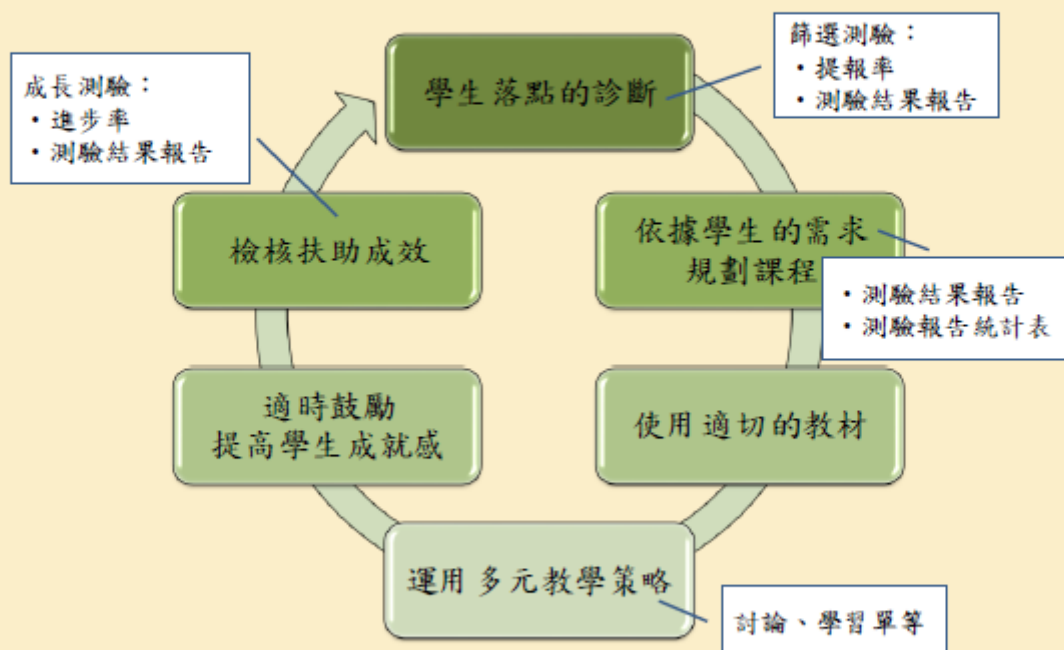 學生落點的診斷
篩選測驗：
・提報率
・測驗結果報告
依據學生的需求
規劃課程
・測驗結果報告
・測驗報告統計表
使用適切的教材
運用多元教學策略
討論、學習單等
適時鼓勵
提高學生成就感
檢核扶助成效
成長測驗：
・進步率
・測驗結果報告